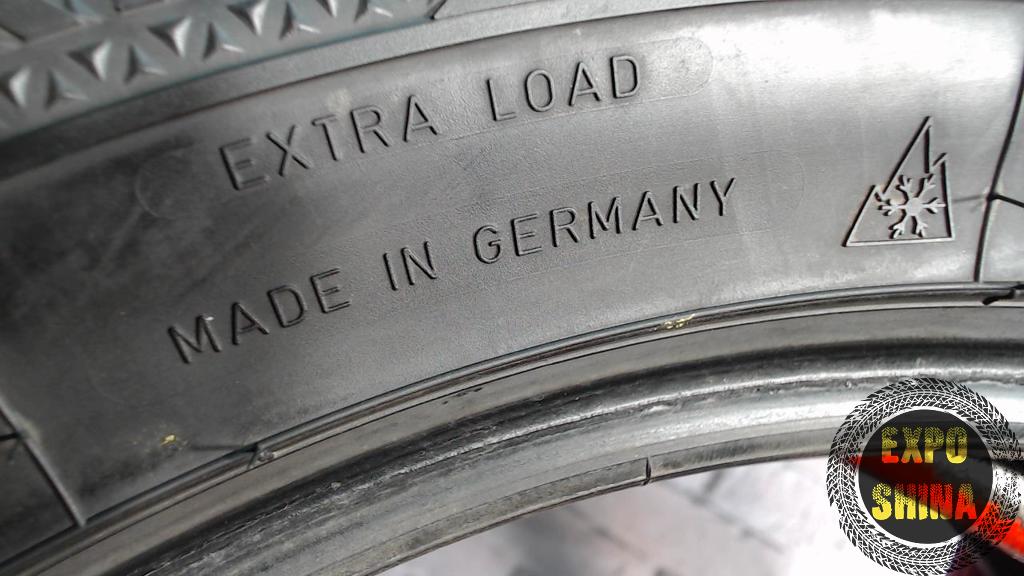 EXTRA LOAD
MADE IN GERMANY
EXPO
SHINA